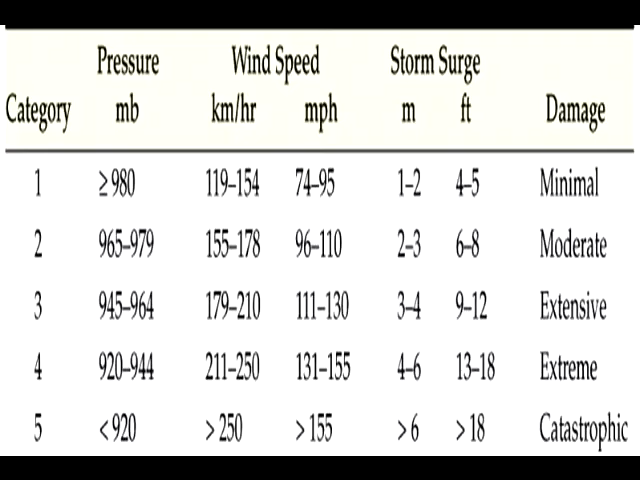 Pressure Wind Speed Storm Surge
Category mb km/hr mph m ft Damage
1 ≥980 119–154 74–95 1–2 4–5 Minimal
2 965–979 155–178 96–110 2–3 6–8 Moderate
3 945–964 179–210 111–130 3–4 9–12 Extensive
4 920–944 211–250 131–155 4–6 13–18 Extreme
5 <920 >250 >155 >6 >18 Catastrophic